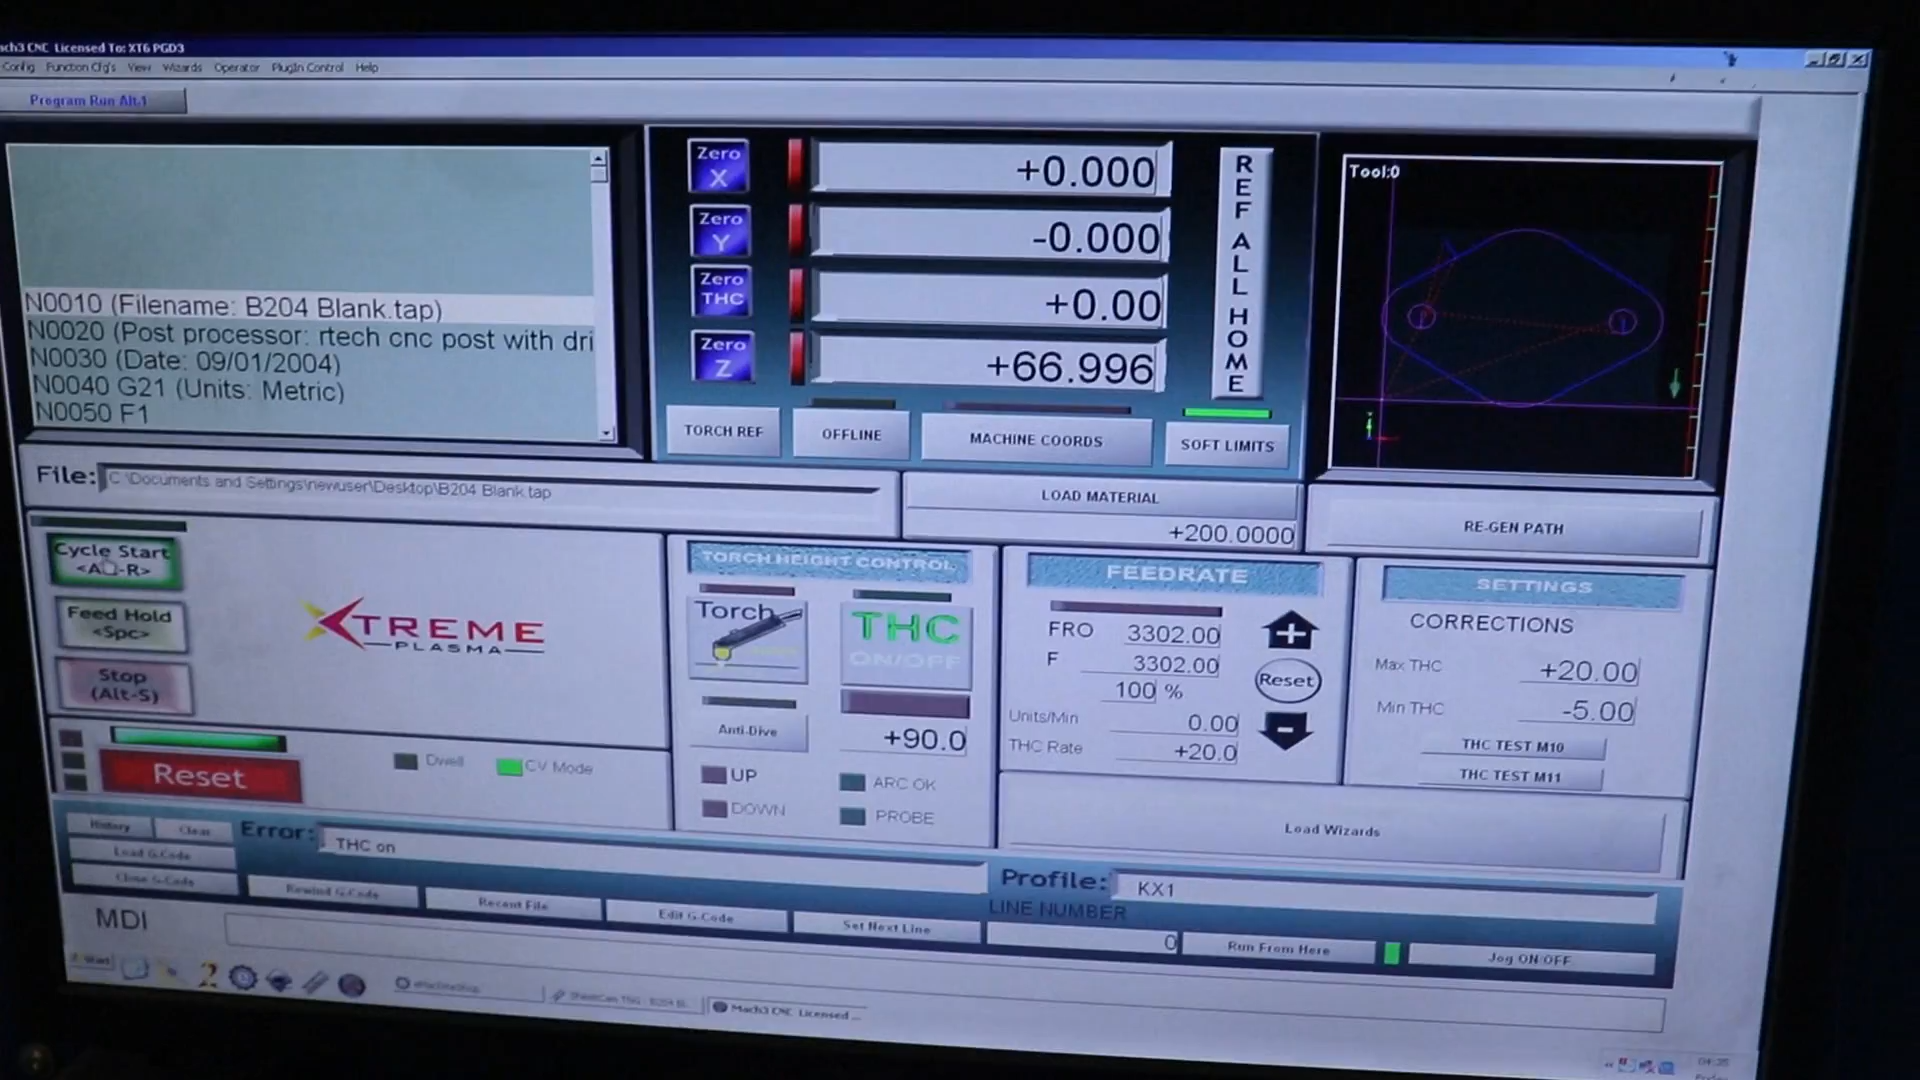 ach3 CNC Licensed To: XT6 PGD3
Config Function Cfg's View Wizards Operator PlugIn Control Help
Program Run Alt-1
N0010 (Filename: B204 Blank.tap)
N0020 (Post processor: rtech cnc post with dri
N0030 (Date: 09/01/2004)
N0040 G21 (Units: Metric)
N0050 F1
Zero X
+0.000
Zero Y
-0.000
Zero THC
+0.00
Zero Z
+66.996
REF ALL HOME
TORCH REF
OFFLINE
MACHINE COORDS
SOFT LIMITS
Tool:0
File: C:\Documents and Settings\newuser\Desktop\B204 Blank.tap
LOAD MATERIAL
+200.0000
RE-GEN PATH
Cycle Start
Feed Hold
<Spc>
Stop
(Alt-S)
XTREME
PLASMA
Reset
Dwell
CV Mode
TORCH HEIGHT CONTROL
Torch
THC
ON/OFF
Anti-Dive
+90.0
UP
DOWN
ARC OK
PROBE
FEEDRATE
FRO 3302.00
F 3302.00
100 %
Reset
Units/Min 0.00
THC Rate +20.0
SETTINGS
CORRECTIONS
Max THC +20.00
Min THC -5.00
THC TEST M10
THC TEST M11
Load Wizards
History
Clear
Load G-Code
Close G-Code
Error: THC on
Rewind G-Code
Recent File
Edit G-Code
Set Next Line
Profile: KX1
LINE NUMBER
0
Run From Here
Jog ON OFF
MDI
Start
Mach3 CNC Licensed ...